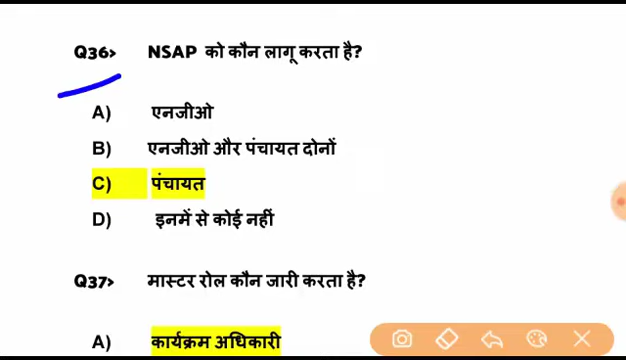 Q36> NSAP को कौन लागू करता है?
A) एनजीओ
B) एनजीओ और पंचायत दोनों
C) पंचायत
D) इनमें से कोई नहीं
Q37> मास्टर रोल कौन जारी करता है?
A) कार्यक्रम अधिकारी